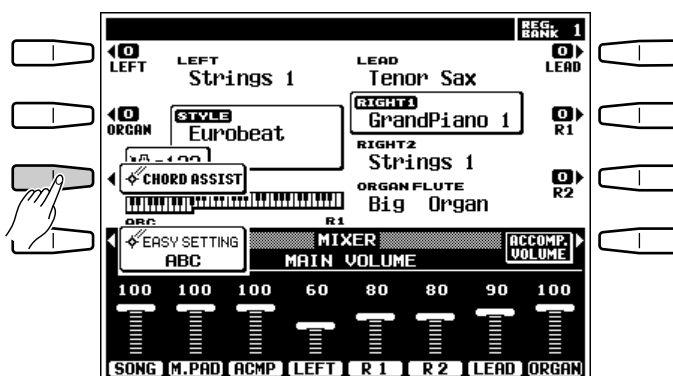 REG. BANK 1
0 LEFT
LEFT
Strings 1
LEAD
Tenor Sax
0 LEAD
0 ORGAN
STYLE
Eurobeat
RIGHT1
GrandPiano 1
0 R1
RIGHT2
Strings 1
CHORD ASSIST
ORGAN FLUTE
Big Organ
0 R2
ABC
R1
EASY SETTING
ABC
MIXER
MAIN VOLUME
ACCOMP. VOLUME
100 100 100 60 80 80 90 100
SONG M.PAD ACMP LEFT R 1 R 2 LEAD ORGAN